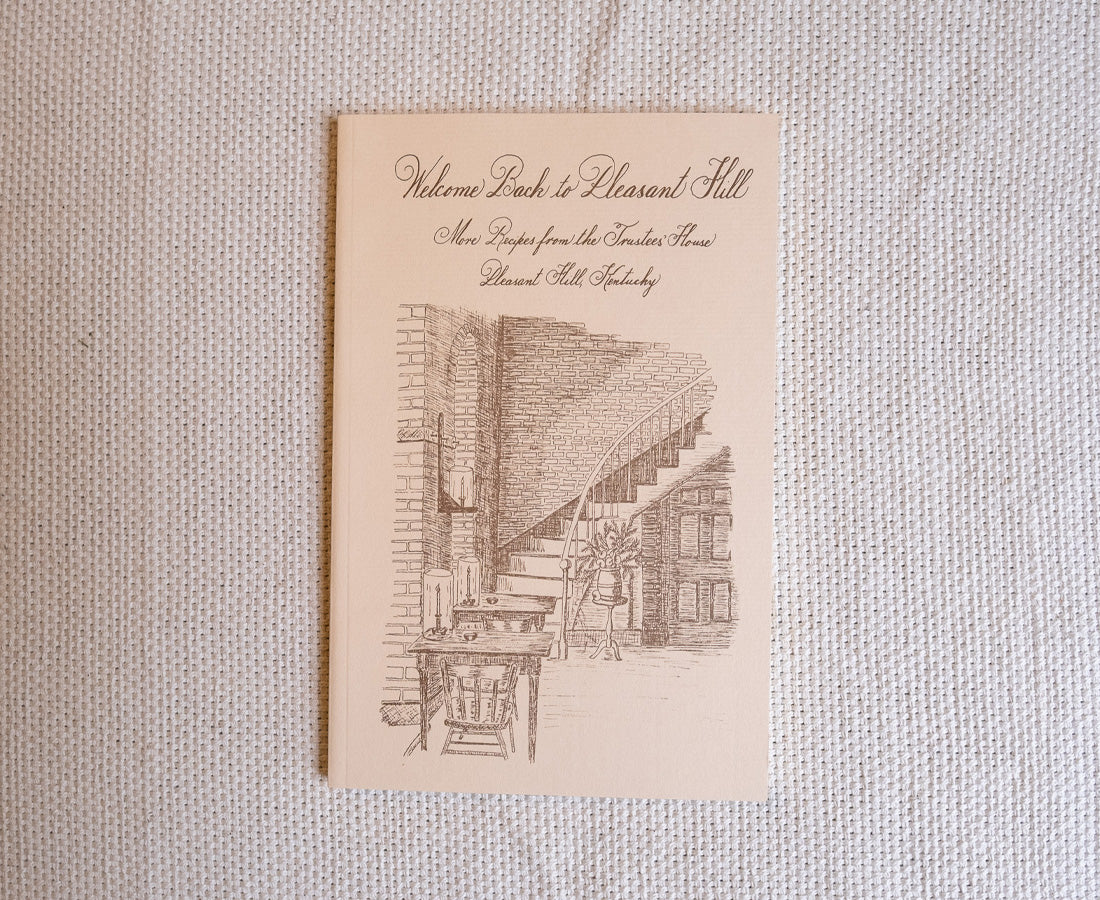 Welcome Back to Pleasant Hill
More Recipes from the Trustees' House
Pleasant Hill, Kentucky